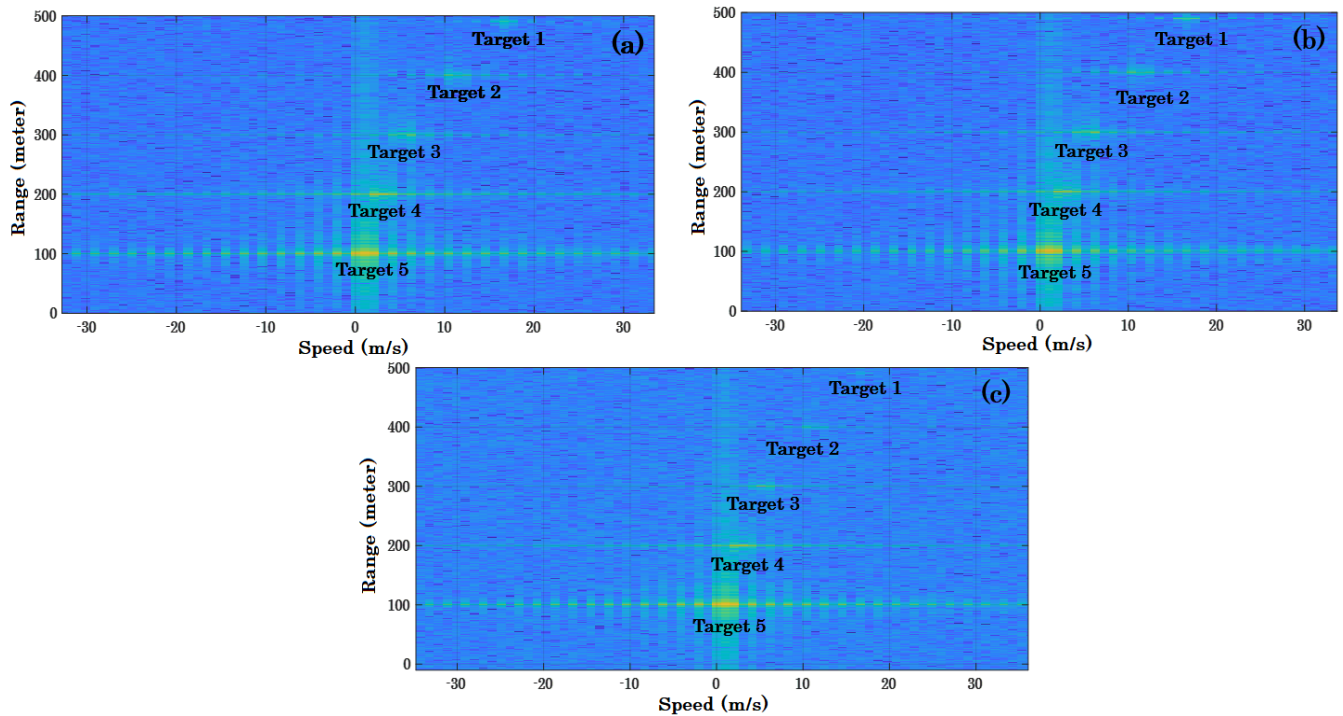 500
400
300
200
100
0
Range (meter)
-30
-20
-10
0
10
20
30
Speed (m/s)
Target 1
Target 2
Target 3
Target 4
Target 5
(a)
500
400
300
200
100
0
Range (meter)
-30
-20
-10
0
10
20
30
Speed (m/s)
Target 1
Target 2
Target 3
Target 4
Target 5
(b)
500
400
300
200
100
0
Range (meter)
-30
-20
-10
0
10
20
30
Speed (m/s)
Target 1
Target 2
Target 3
Target 4
Target 5
(c)